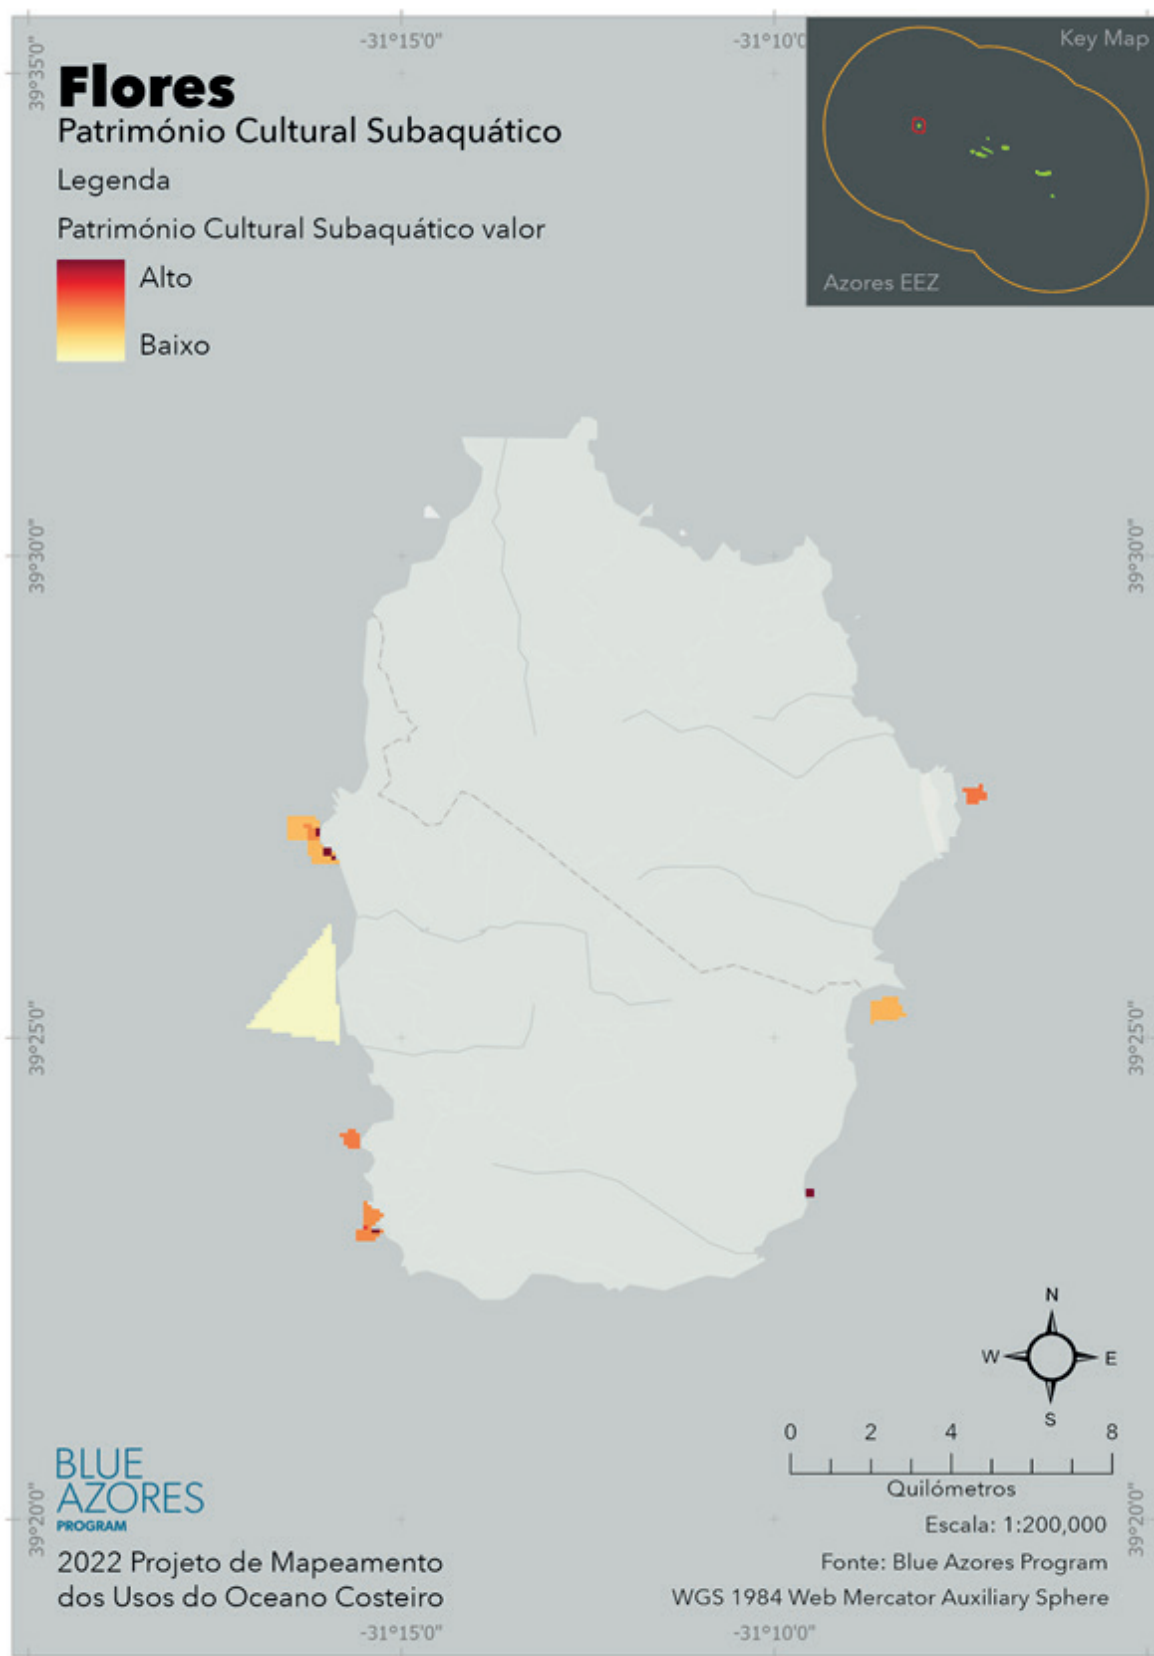 -31°15'0"
-31°10'0
Key Map
39°35'0"
Flores
Património Cultural Subaquático
Legenda
Património Cultural Subaquático valor
Alto
Baixo
Azores EEZ
39°30'0"
39°30'0"
39°25'0"
39°25'0"
N
W
E
S
0 2 4 8
Quilómetros
BLUE
AZORES
PROGRAM
39°20'0"
39°20'0"
Escala: 1:200,000
2022 Projeto de Mapeamento
dos Usos do Oceano Costeiro
Fonte: Blue Azores Program
WGS 1984 Web Mercator Auxiliary Sphere
-31°15'0"
-31°10'0"